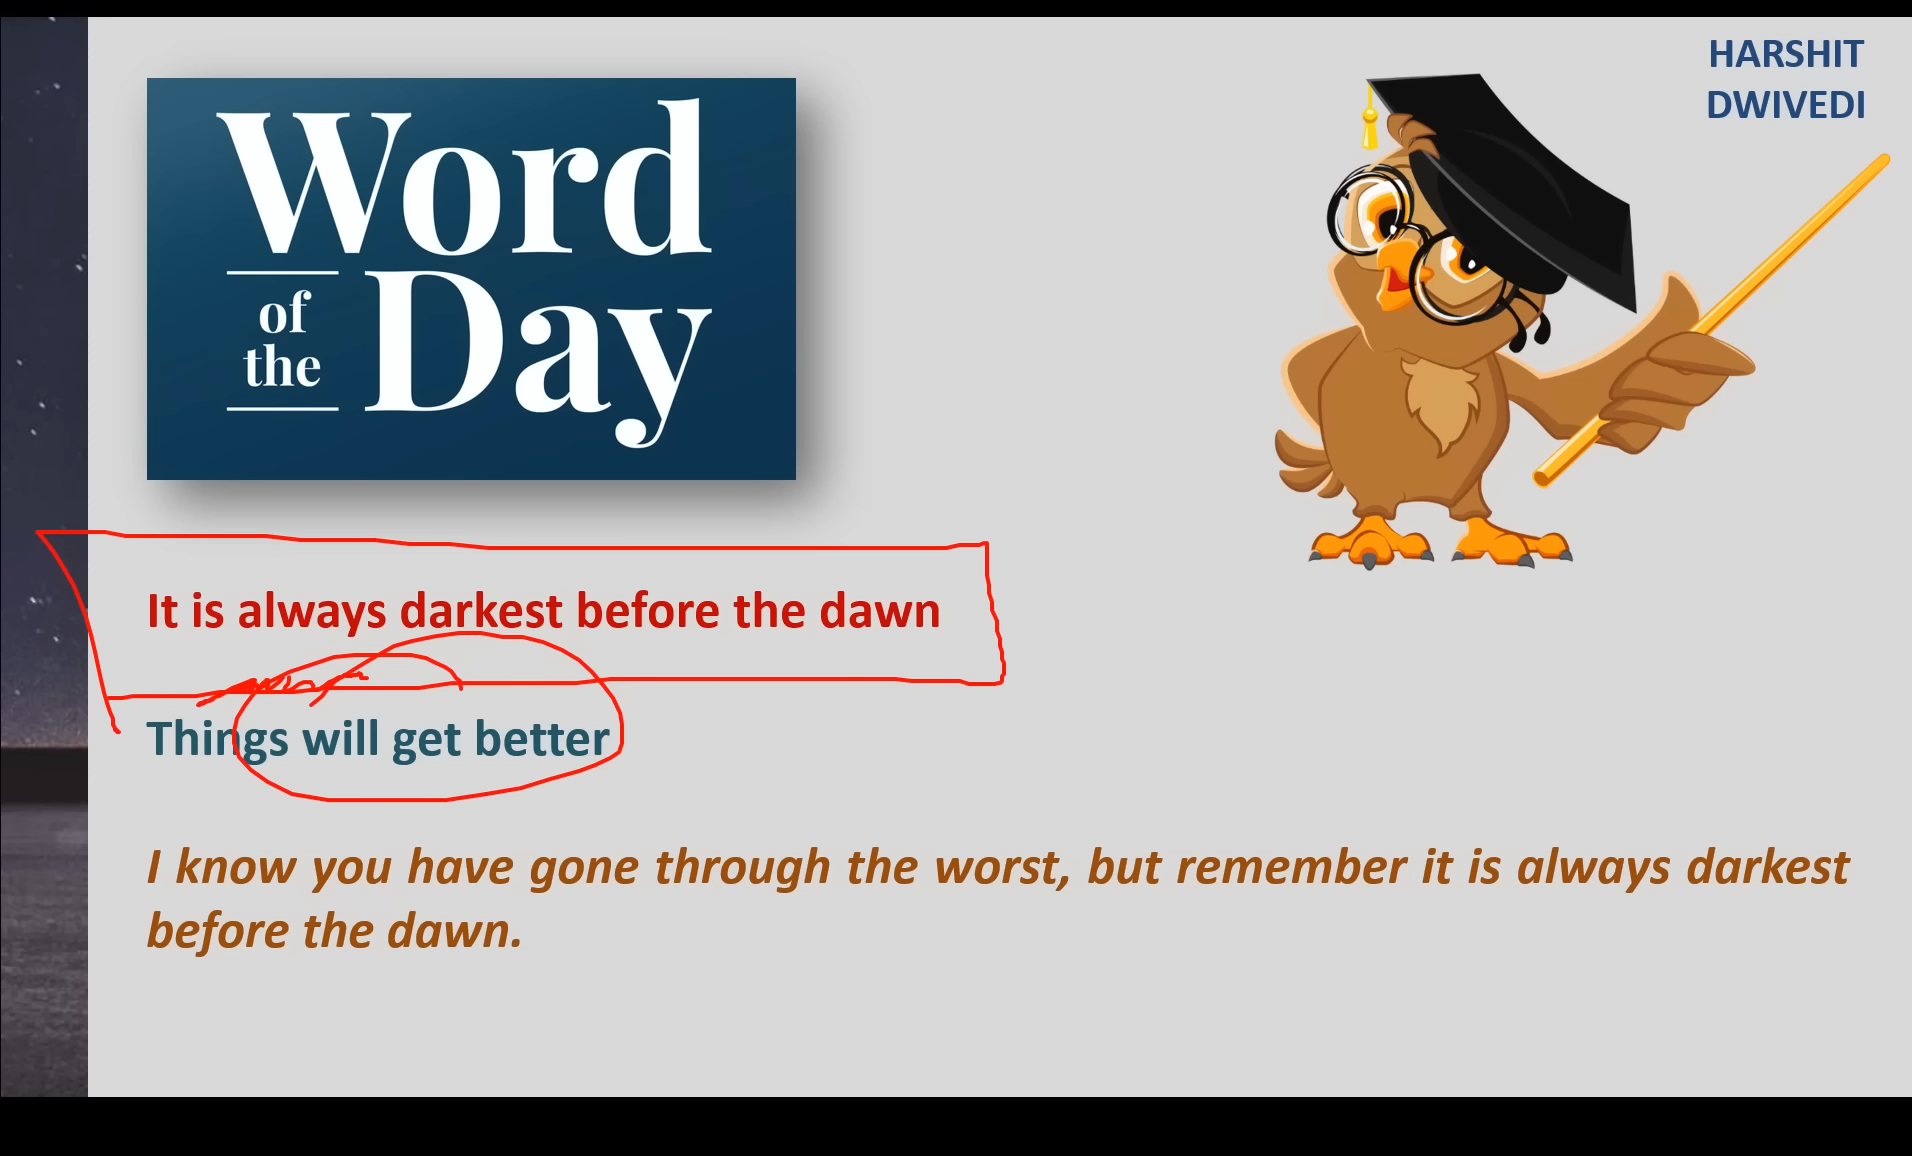 HARSHIT
DWIVEDI
Word
of
the
Day
It is always darkest before the dawn
Things will get better
I know you have gone through the worst, but remember it is always darkest
before the dawn.